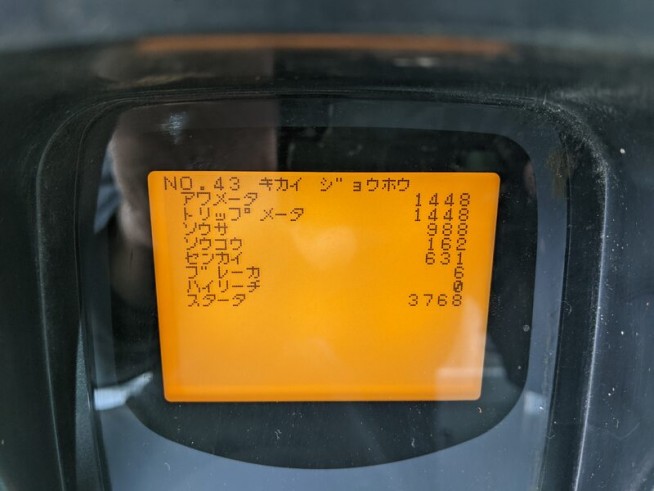 NO.43 キカイ ジョウホウ
アワメータ 1448
トリップメータ 1448
ソウサ 988
ソウコウ 162
センカイ 631
ブレーカ 6
ハイリーチ 0
スタータ 3768